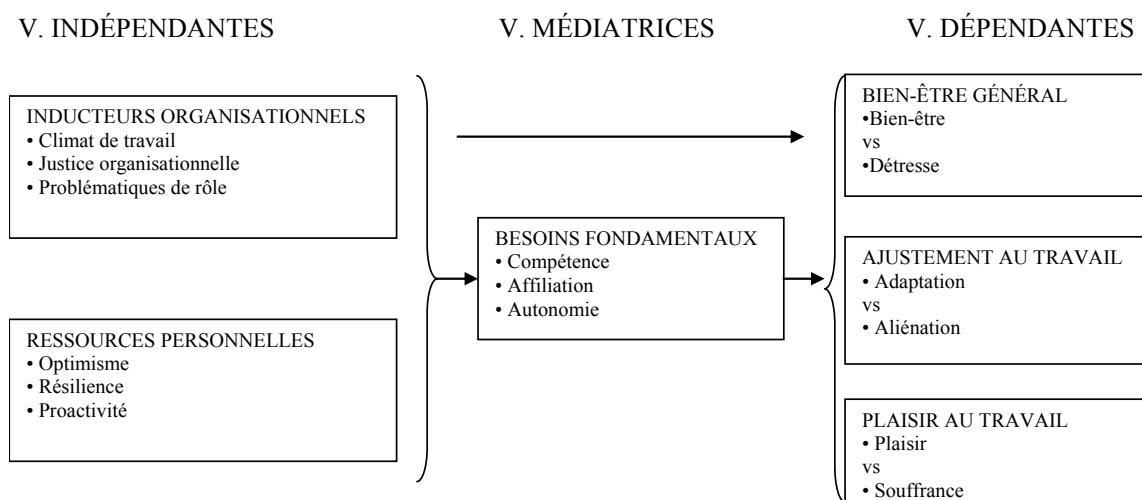 V. INDÉPENDANTES
V. MÉDIATRICES
V. DÉPENDANTES
INDUCTEURS ORGANISATIONNELS
• Climat de travail
• Justice organisationnelle
• Problématiques de rôle
RESSOURCES PERSONNELLES
• Optimisme
• Résilience
• Proactivité
BESOINS FONDAMENTAUX
• Compétence
• Affiliation
• Autonomie
BIEN-ÊTRE GÉNÉRAL
•Bien-être
vs
•Détresse
AJUSTEMENT AU TRAVAIL
• Adaptation
vs
• Aliénation
PLAISIR AU TRAVAIL
• Plaisir
vs
• Souffrance